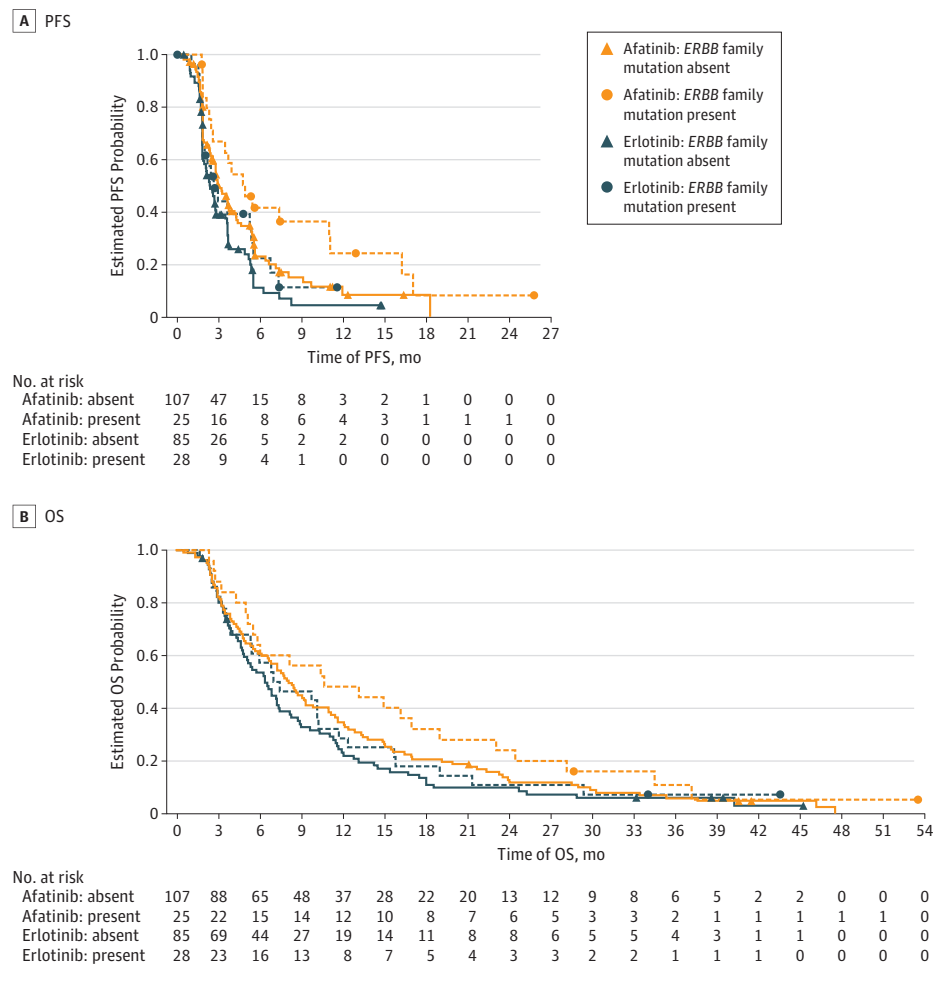 A PFS
1.0
0.8
0.6
0.4
0.2
0
Estimated PFS Probability
0 3 6 9 12 15 18 21 24 27
Time of PFS, mo
Afatinib: ERBB family
mutation absent
Afatinib: ERBB family
mutation present
Erlotinib: ERBB family
mutation absent
Erlotinib: ERBB family
mutation present
No. at risk
Afatinib: absent 107 47 15 8 3 2 1 0 0 0
Afatinib: present 25 16 8 6 4 3 1 1 1 0
Erlotinib: absent 85 26 5 2 2 0 0 0 0 0
Erlotinib: present 28 9 4 1 0 0 0 0 0 0
B OS
1.0
0.8
0.6
0.4
0.2
0
Estimated OS Probability
0 3 6 9 12 15 18 21 24 27 30 33 36 39 42 45 48 51 54
Time of OS, mo
No. at risk
Afatinib: absent 107 88 65 48 37 28 22 20 13 12 9 8 6 5 2 2 0 0 0
Afatinib: present 25 22 15 14 12 10 8 7 6 5 3 3 2 1 1 1 1 1 0
Erlotinib: absent 85 69 44 27 19 14 11 8 8 6 5 5 4 3 1 1 0 0 0
Erlotinib: present 28 23 16 13 8 7 5 4 3 3 2 2 1 1 1 0 0 0 0